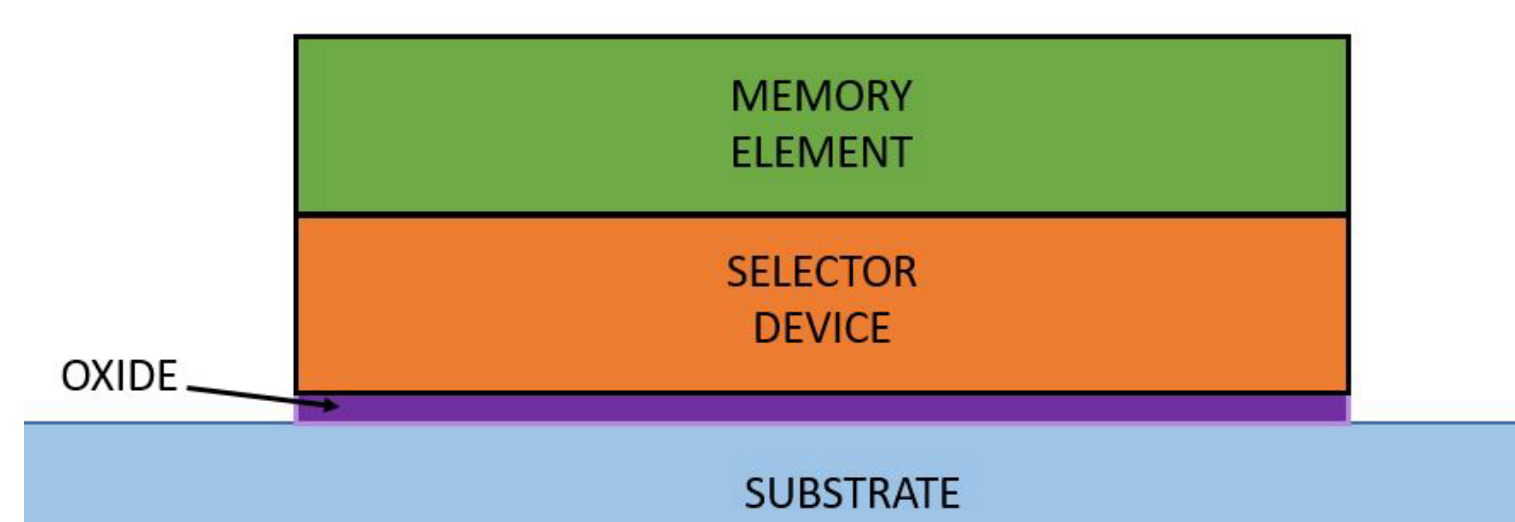 MEMORY
ELEMENT
SELECTOR
DEVICE
OXIDE
SUBSTRATE